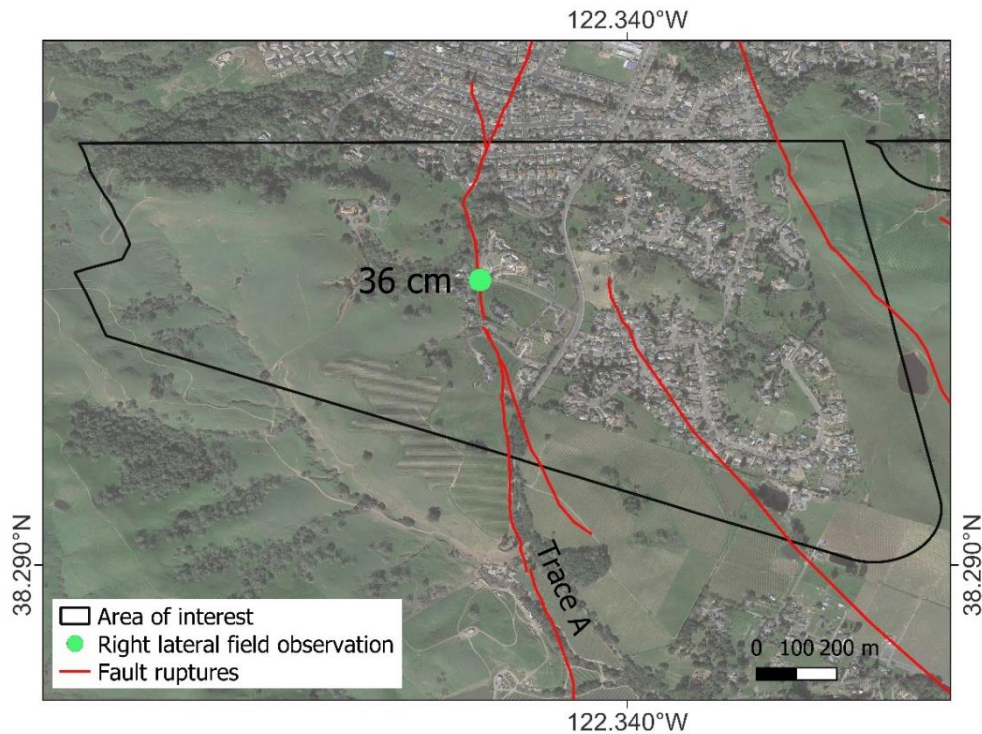 122.340°W
36 cm
Trace A
38.290°N
38.290°N
Area of interest
Right lateral field observation
Fault ruptures
0 100 200 m
122.340°W